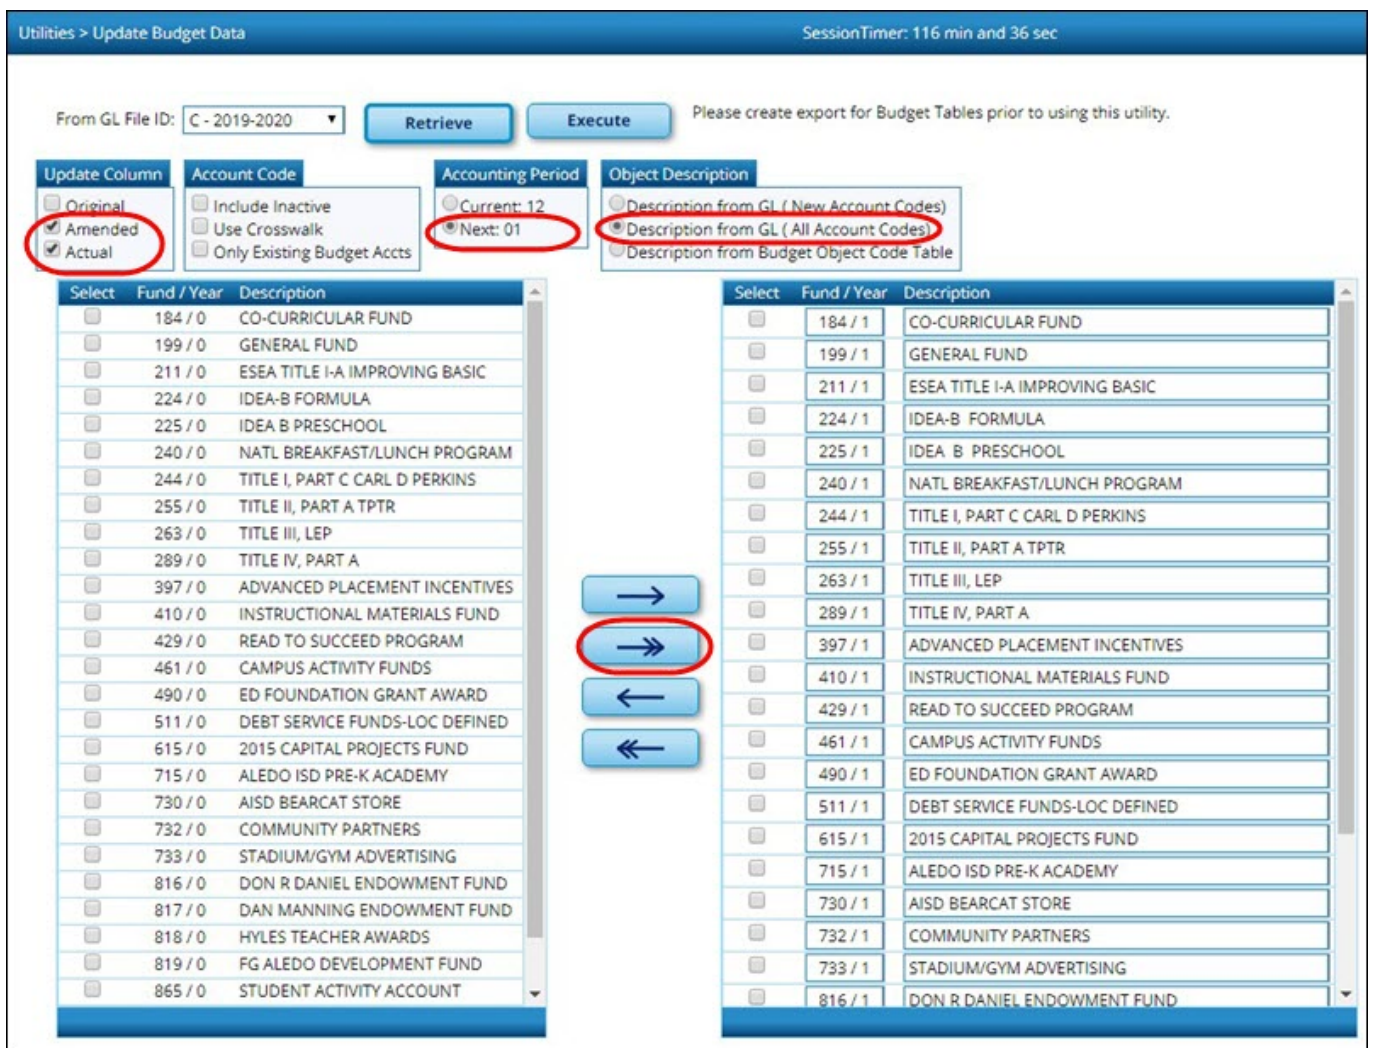 Utilities > Update Budget Data SessionTimer: 116 min and 36 sec
From GL File ID: C - 2019-2020 Retrieve Execute Please create export for Budget Tables prior to using this utility.
Update Column Account Code Accounting Period Object Description
Original Include Inactive Current: 12 Description from GL ( New Account Codes)
Amended Use Crosswalk Next: 01 Description from GL ( All Account Codes)
Actual Only Existing Budget Accts Description from Budget Object Code Table
Select Fund / Year Description
184 / 0 CO-CURRICULAR FUND
199 / 0 GENERAL FUND
211 / 0 ESEA TITLE I-A IMPROVING BASIC
224 / 0 IDEA-B FORMULA
225 / 0 IDEA B PRESCHOOL
240 / 0 NATL BREAKFAST/LUNCH PROGRAM
244 / 0 TITLE I, PART C CARL D PERKINS
255 / 0 TITLE II, PART A TPTR
263 / 0 TITLE III, LEP
289 / 0 TITLE IV, PART A
397 / 0 ADVANCED PLACEMENT INCENTIVES
410 / 0 INSTRUCTIONAL MATERIALS FUND
429 / 0 READ TO SUCCEED PROGRAM
461 / 0 CAMPUS ACTIVITY FUNDS
490 / 0 ED FOUNDATION GRANT AWARD
511 / 0 DEBT SERVICE FUNDS-LOC DEFINED
615 / 0 2015 CAPITAL PROJECTS FUND
715 / 0 ALEDO ISD PRE-K ACADEMY
730 / 0 AISD BEARCAT STORE
732 / 0 COMMUNITY PARTNERS
733 / 0 STADIUM/GYM ADVERTISING
816 / 0 DON R DANIEL ENDOWMENT FUND
817 / 0 DAN MANNING ENDOWMENT FUND
818 / 0 HYLES TEACHER AWARDS
819 / 0 FG ALEDO DEVELOPMENT FUND
865 / 0 STUDENT ACTIVITY ACCOUNT
Select Fund / Year Description
184 / 1 CO-CURRICULAR FUND
199 / 1 GENERAL FUND
211 / 1 ESEA TITLE I-A IMPROVING BASIC
224 / 1 IDEA-B FORMULA
225 / 1 IDEA B PRESCHOOL
240 / 1 NATL BREAKFAST/LUNCH PROGRAM
244 / 1 TITLE I, PART C CARL D PERKINS
255 / 1 TITLE II, PART A TPTR
263 / 1 TITLE III, LEP
289 / 1 TITLE IV, PART A
397 / 1 ADVANCED PLACEMENT INCENTIVES
410 / 1 INSTRUCTIONAL MATERIALS FUND
429 / 1 READ TO SUCCEED PROGRAM
461 / 1 CAMPUS ACTIVITY FUNDS
490 / 1 ED FOUNDATION GRANT AWARD
511 / 1 DEBT SERVICE FUNDS-LOC DEFINED
615 / 1 2015 CAPITAL PROJECTS FUND
715 / 1 ALEDO ISD PRE-K ACADEMY
730 / 1 AISD BEARCAT STORE
732 / 1 COMMUNITY PARTNERS
733 / 1 STADIUM/GYM ADVERTISING
816 / 1 DON R DANIEL ENDOWMENT FUND